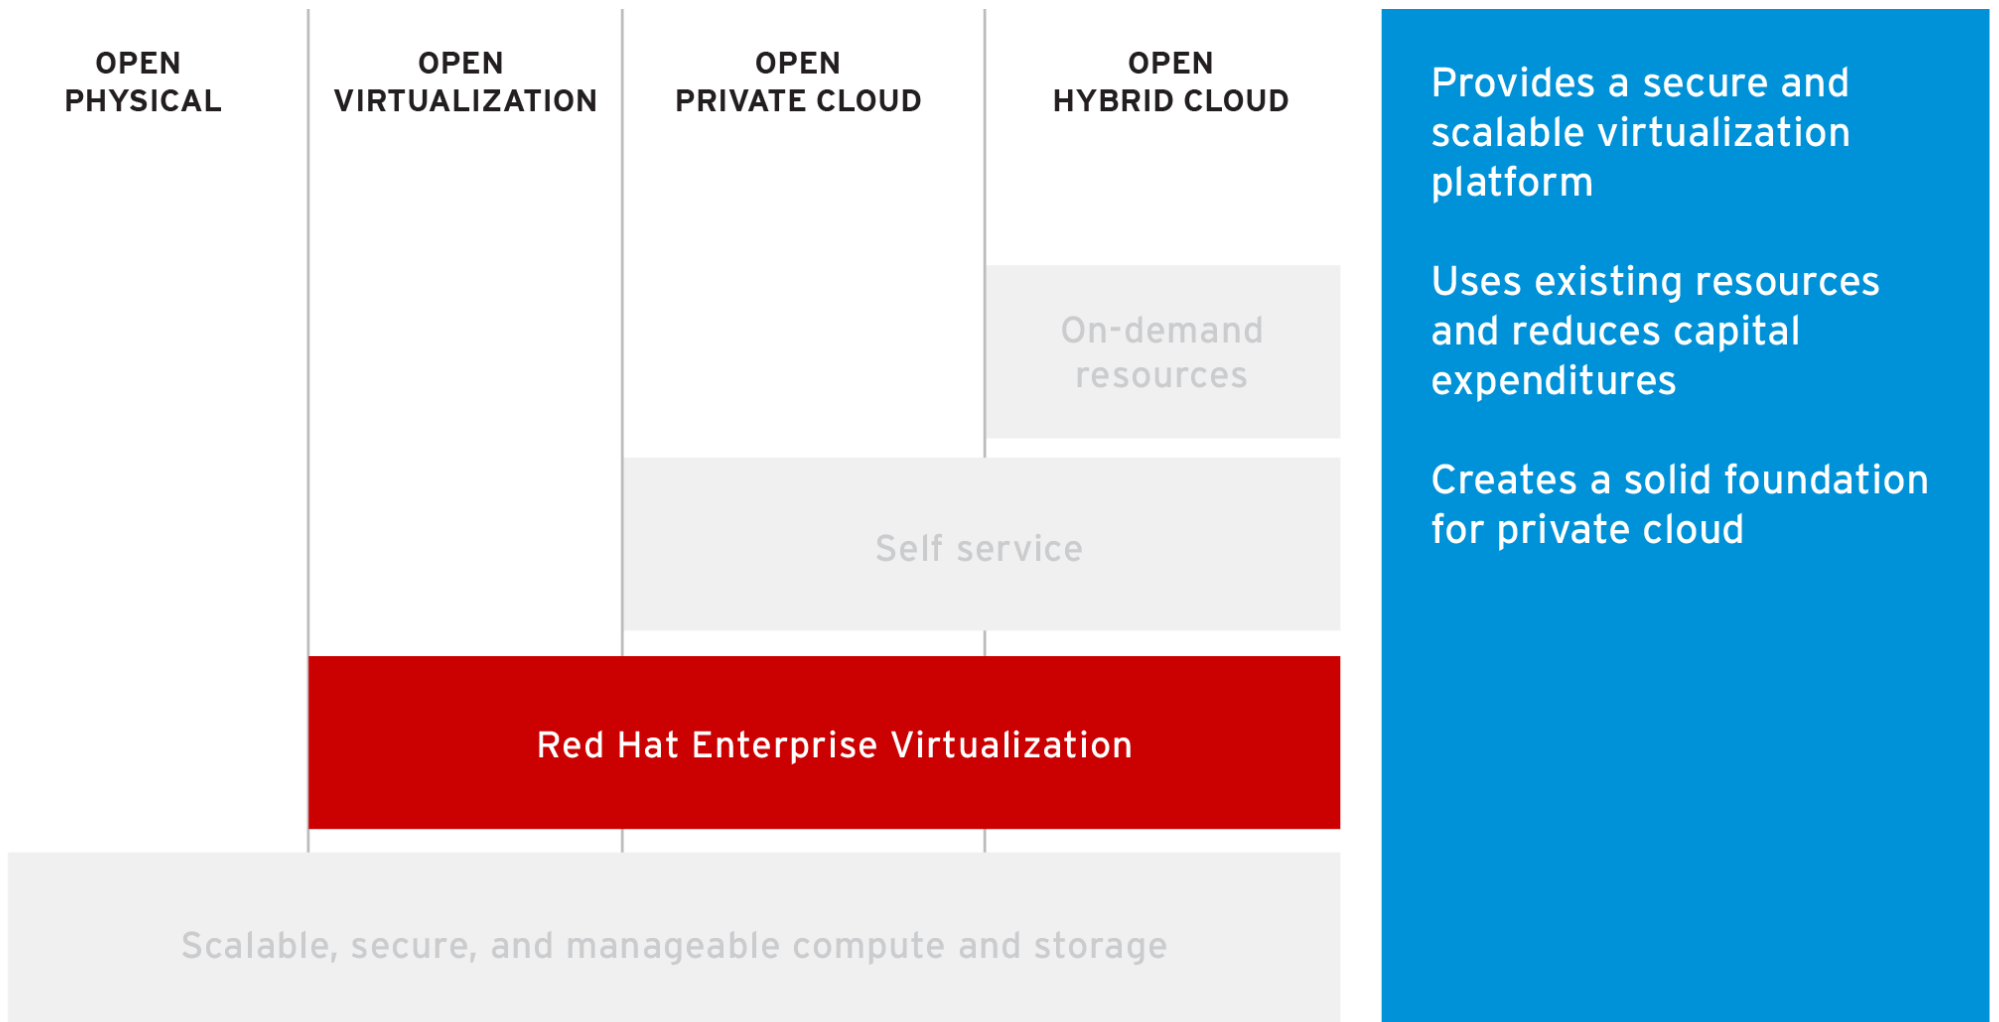 OPEN
PHYSICAL
OPEN
VIRTUALIZATION
OPEN
PRIVATE CLOUD
OPEN
HYBRID CLOUD
On-demand
resources
Self service
Red Hat Enterprise Virtualization
Scalable, secure, and manageable compute and storage
Provides a secure and
scalable virtualization
platform
Uses existing resources
and reduces capital
expenditures
Creates a solid foundation
for private cloud